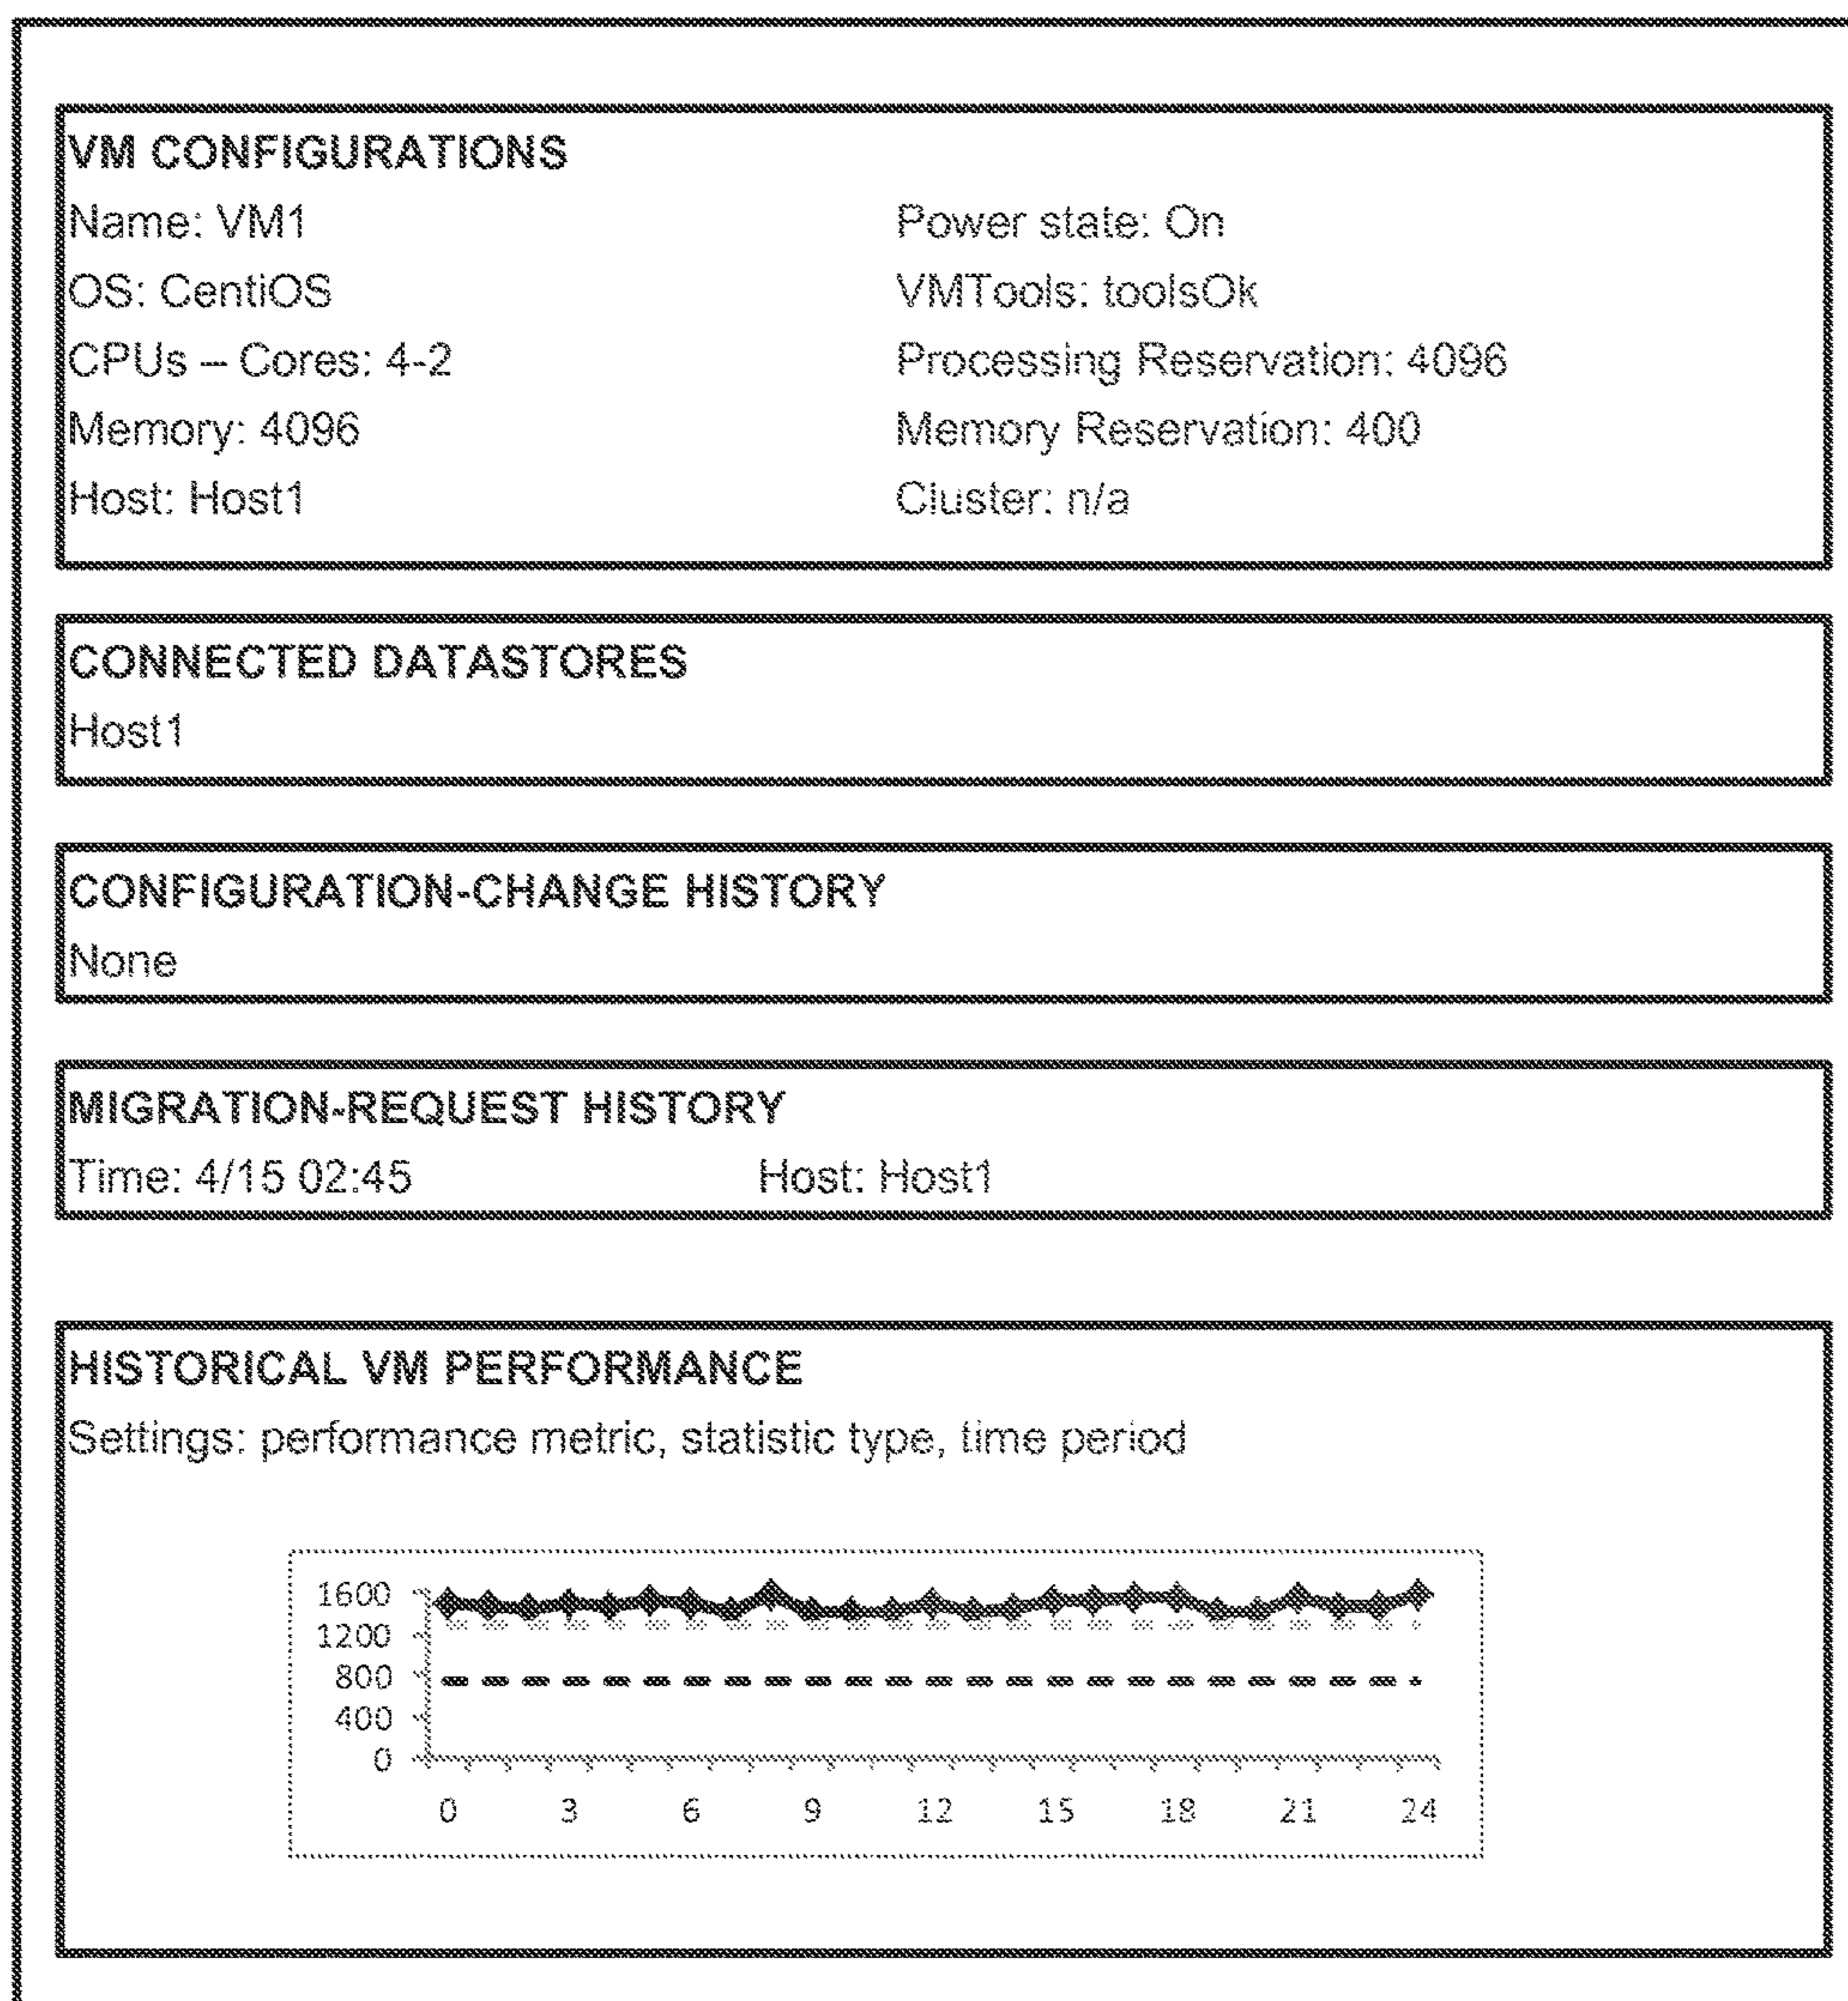 VM CONFIGURATIONS
Name: VM1 Power state: On
OS: CentiOS VMTools: toolsOk
CPUs – Cores: 4-2 Processing Reservation: 4096
Memory: 4096 Memory Reservation: 400
Host: Host1 Cluster: n/a
CONNECTED DATASTORES
Host1
CONFIGURATION-CHANGE HISTORY
None
MIGRATION-REQUEST HISTORY
Time: 4/15 02:45 Host: Host1
HISTORICAL VM PERFORMANCE
Settings: performance metric, statistic type, time period
1600
1200
800
400
0
0 3 6 9 12 15 18 21 24